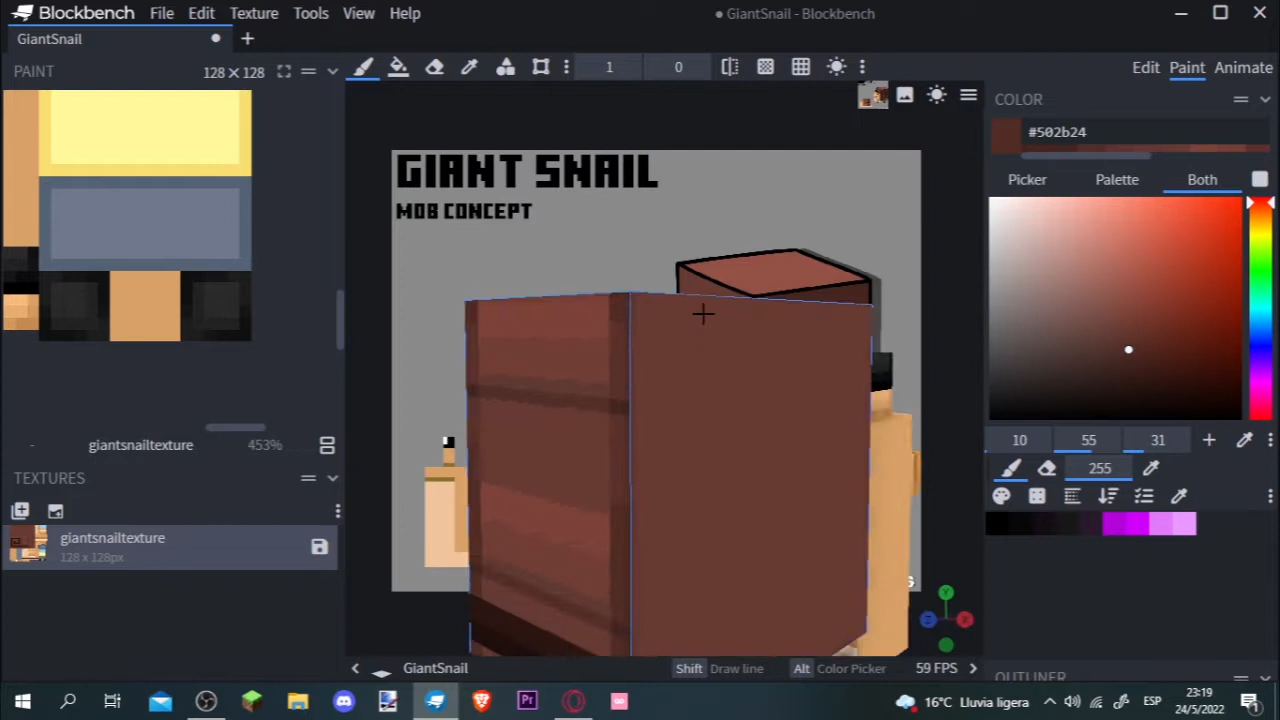 Blockbench File Edit Texture Tools View Help
GiantSnail - Blockbench
GiantSnail
PAINT 128 × 128
1 0
Edit Paint Animate
COLOR
#502b24
Picker Palette Both
GIANT SNAIL
MOB CONCEPT
10 55 31
- giantsnailtexture 453%
255
TEXTURES
giantsnailtexture
128 x 128px
S
GiantSnail Shift Draw line Alt Color Picker 59 FPS
OUTLINER
Pr
16°C Lluvia ligera ESP 23:19
24/5/2022
1